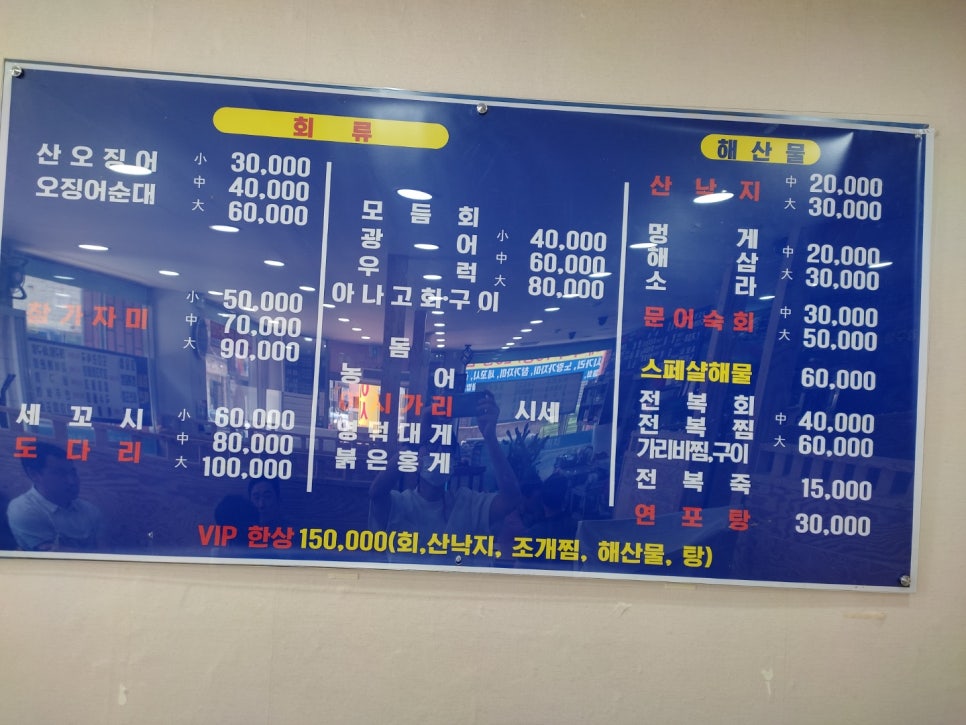 회 류
산오징어 小 30,000
오징어순대 中 40,000
大 60,000
참가자미 小 50,000
中 70,000
大 90,000
세꼬시 小 60,000
도다리 中 80,000
大 100,000
모듬회
광어 小 40,000
우럭 中 60,000
아나고화구이 大 80,000
돔
농어
시가리 시세
영덕대게
붉은홍게
해산물
산낙지 中 20,000
大 30,000
멍게
해삼 中 20,000
소라 大 30,000
문어숙회 中 30,000
大 50,000
스페샬해물 60,000
전복회
전복찜 中 40,000
가리비찜,구이 大 60,000
전복죽 15,000
연포탕 30,000
VIP 한상 150,000(회,산낙지, 조개찜, 해산물, 탕)